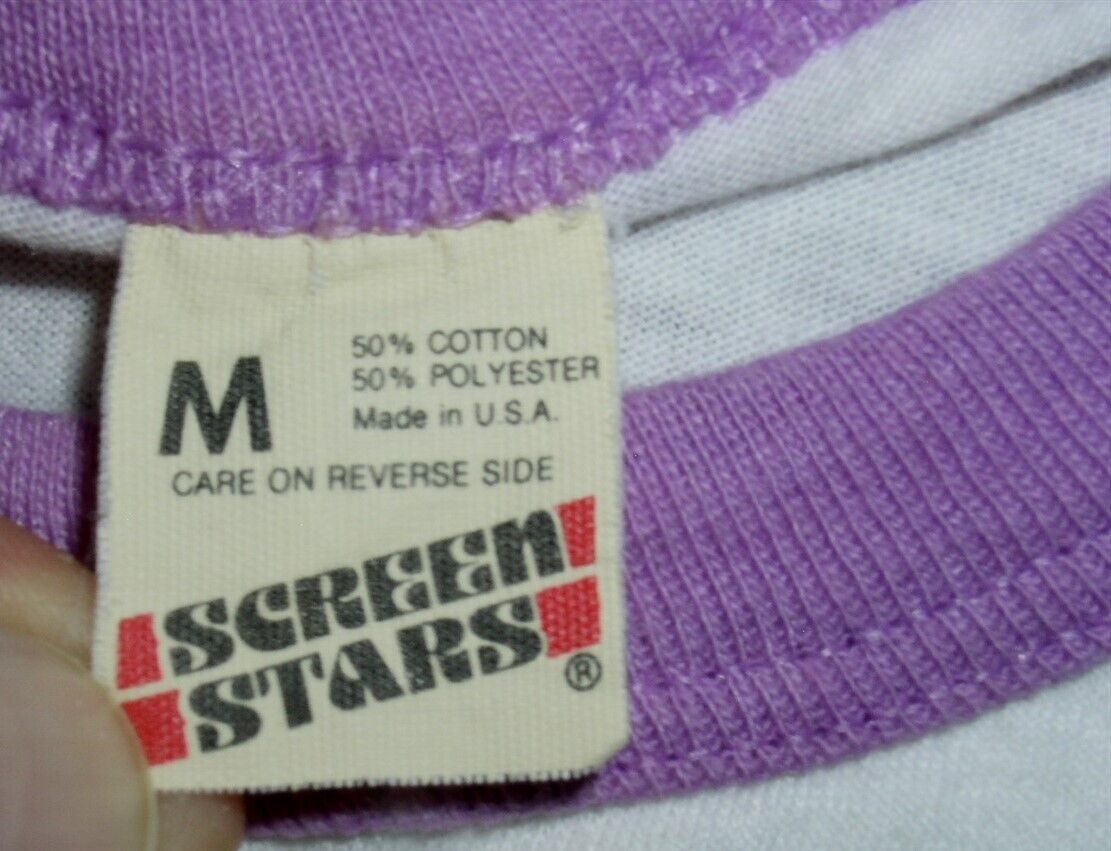 M
50% COTTON
50% POLYESTER
Made in U.S.A.
CARE ON REVERSE SIDE
SCREEN
STARS
®